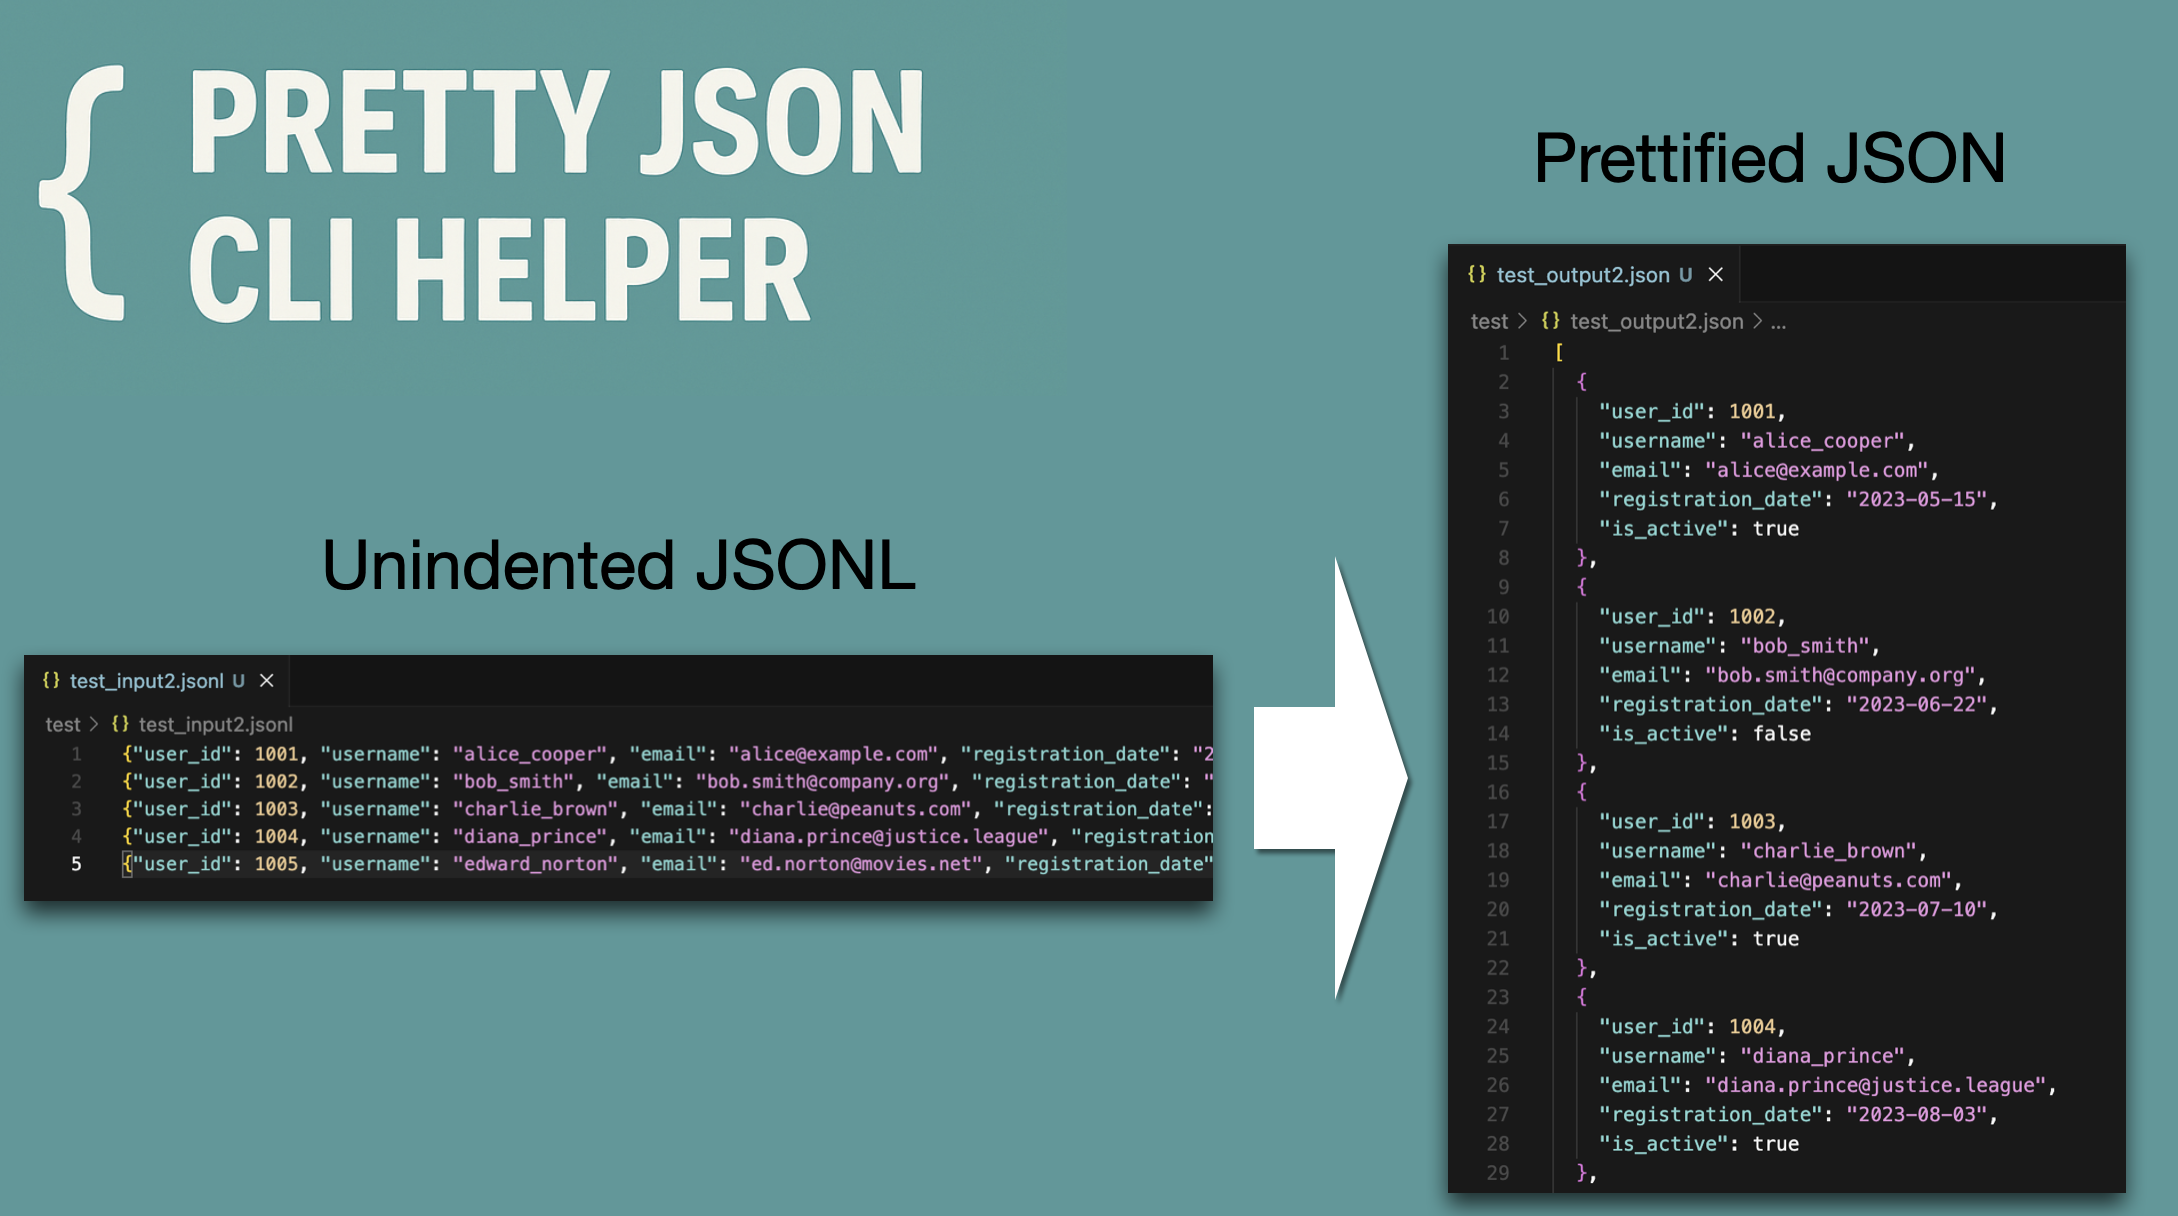 { PRETTY JSON
CLI HELPER
Unindented JSONL
{} test_input2.jsonl U ×
test > {} test_input2.jsonl
1 {"user_id": 1001, "username": "alice_cooper", "email": "alice@example.com", "registration_date": "2
2 {"user_id": 1002, "username": "bob_smith", "email": "bob.smith@company.org", "registration_date": "
3 {"user_id": 1003, "username": "charlie_brown", "email": "charlie@peanuts.com", "registration_date":
4 {"user_id": 1004, "username": "diana_prince", "email": "diana.prince@justice.league", "registration
5 {"user_id": 1005, "username": "edward_norton", "email": "ed.norton@movies.net", "registration_date"
Prettified JSON
{} test_output2.json U ×
test > {} test_output2.json > ...
1 [
2 {
3 "user_id": 1001,
4 "username": "alice_cooper",
5 "email": "alice@example.com",
6 "registration_date": "2023-05-15",
7 "is_active": true
8 },
9 {
10 "user_id": 1002,
11 "username": "bob_smith",
12 "email": "bob.smith@company.org",
13 "registration_date": "2023-06-22",
14 "is_active": false
15 },
16 {
17 "user_id": 1003,
18 "username": "charlie_brown",
19 "email": "charlie@peanuts.com",
20 "registration_date": "2023-07-10",
21 "is_active": true
22 },
23 {
24 "user_id": 1004,
25 "username": "diana_prince",
26 "email": "diana.prince@justice.league",
27 "registration_date": "2023-08-03",
28 "is_active": true
29 },